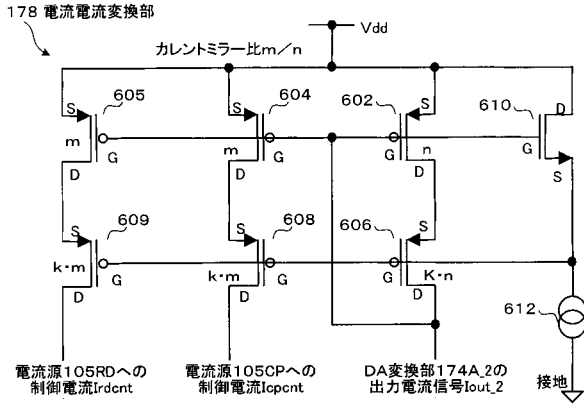 178 電流電流変換部
Vdd
カレントミラー比m/n
605
604
602
610
S
S
S
D
m
m
n
G
G
G
G
D
D
D
S
609
608
606
S
S
S
k・m
k・m
K・n
G
G
G
D
D
D
612
電流源105RDへの
制御電流Irdcnt
電流源105CPへの
制御電流Icpcnt
DA変換部174A_2の
出力電流信号Iout_2
接地